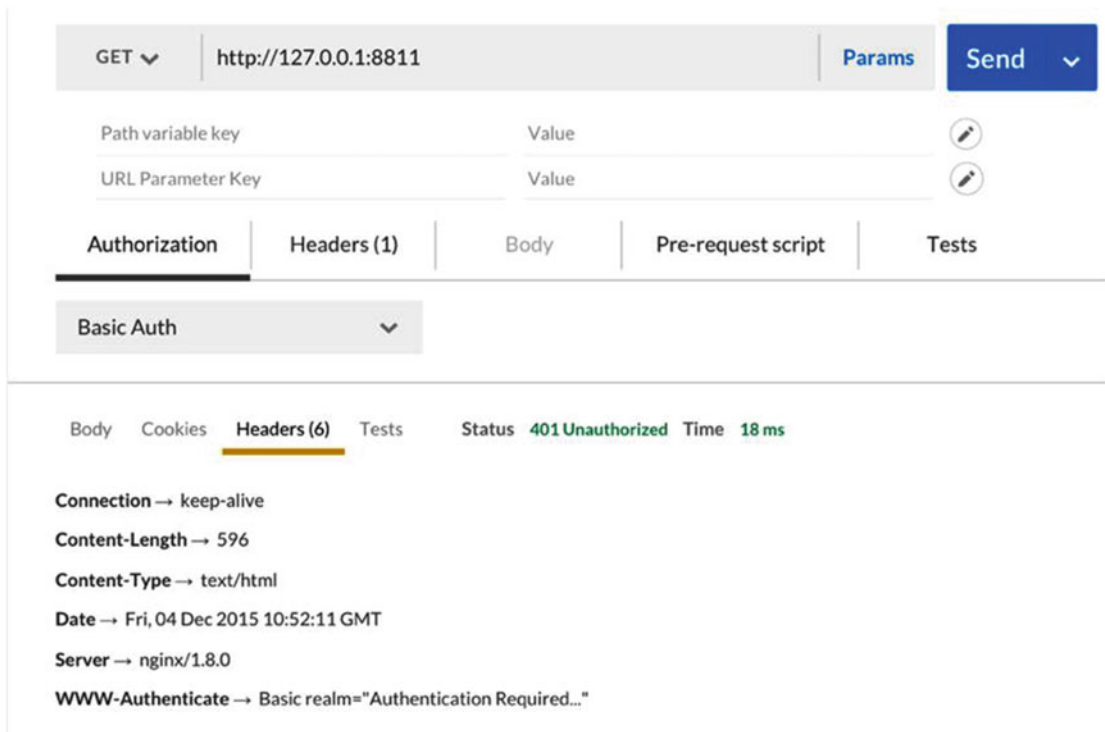 GET http://127.0.0.1:8811 Params Send
Path variable key Value
URL Parameter Key Value
Authorization Headers (1) Body Pre-request script Tests
Basic Auth
Body Cookies Headers (6) Tests Status 401 Unauthorized Time 18 ms
Connection → keep-alive
Content-Length → 596
Content-Type → text/html
Date → Fri, 04 Dec 2015 10:52:11 GMT
Server → nginx/1.8.0
WWW-Authenticate → Basic realm="Authentication Required..."